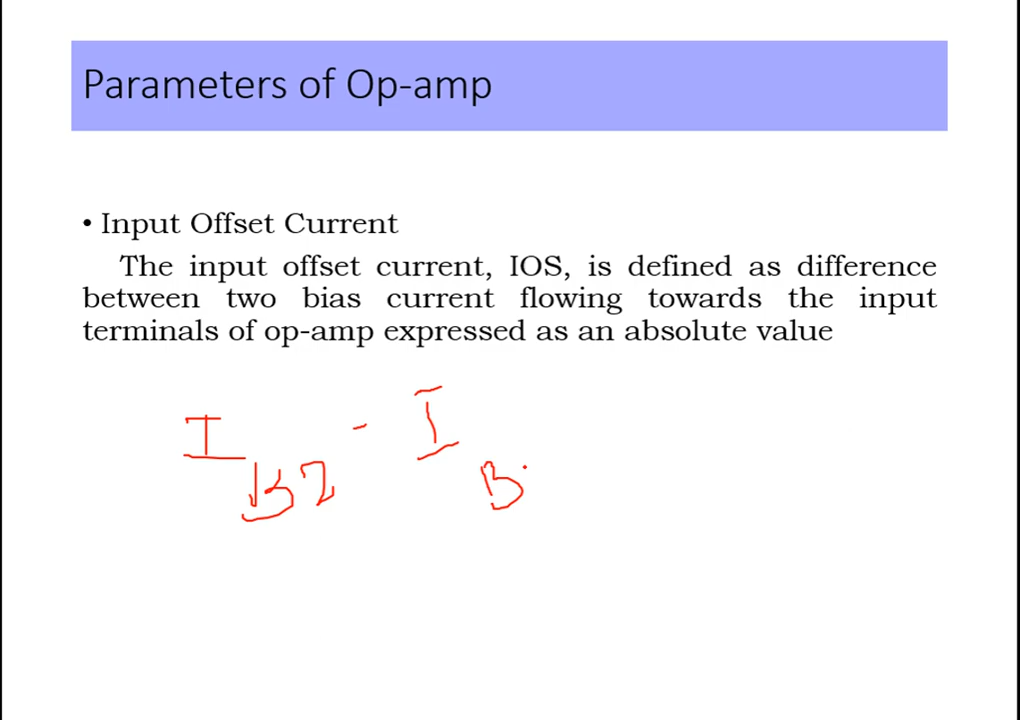 Parameters of Op-amp
• Input Offset Current
The input offset current, IOS, is defined as difference
between two bias current flowing towards the input
terminals of op-amp expressed as an absolute value
I B2 - I B